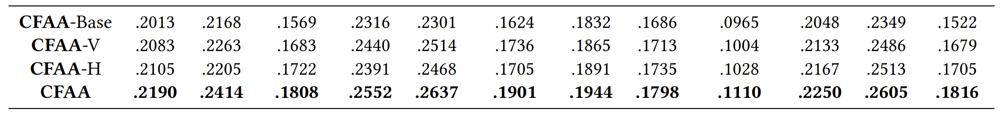 CFAA-Base .2013 .2168 .1569 .2316 .2301 .1624 .1832 .1686 .0965 .2048 .2349 .1522
CFAA-V .2083 .2263 .1683 .2440 .2514 .1736 .1865 .1713 .1004 .2133 .2486 .1679
CFAA-H .2105 .2205 .1722 .2391 .2468 .1705 .1891 .1735 .1028 .2167 .2513 .1705
CFAA .2190 .2414 .1808 .2552 .2637 .1901 .1944 .1798 .1110 .2250 .2605 .1816